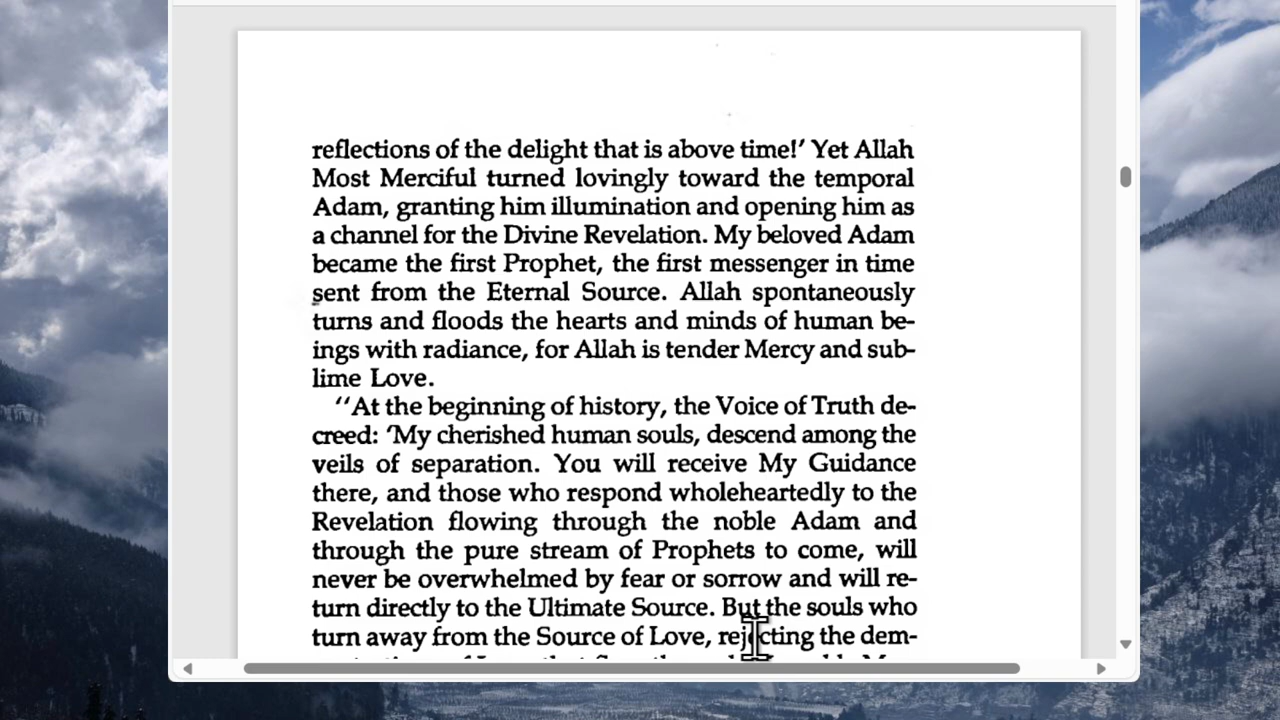 reflections of the delight that is above time!' Yet Allah
Most Merciful turned lovingly toward the temporal
Adam, granting him illumination and opening him as
a channel for the Divine Revelation. My beloved Adam
became the first Prophet, the first messenger in time
sent from the Eternal Source. Allah spontaneously
turns and floods the hearts and minds of human be-
ings with radiance, for Allah is tender Mercy and sub-
lime Love.
"At the beginning of history, the Voice of Truth de-
creed: 'My cherished human souls, descend among the
veils of separation. You will receive My Guidance
there, and those who respond wholeheartedly to the
Revelation flowing through the noble Adam and
through the pure stream of Prophets to come, will
never be overwhelmed by fear or sorrow and will re-
turn directly to the Ultimate Source. But the souls who
turn away from the Source of Love, rejecting the dem-